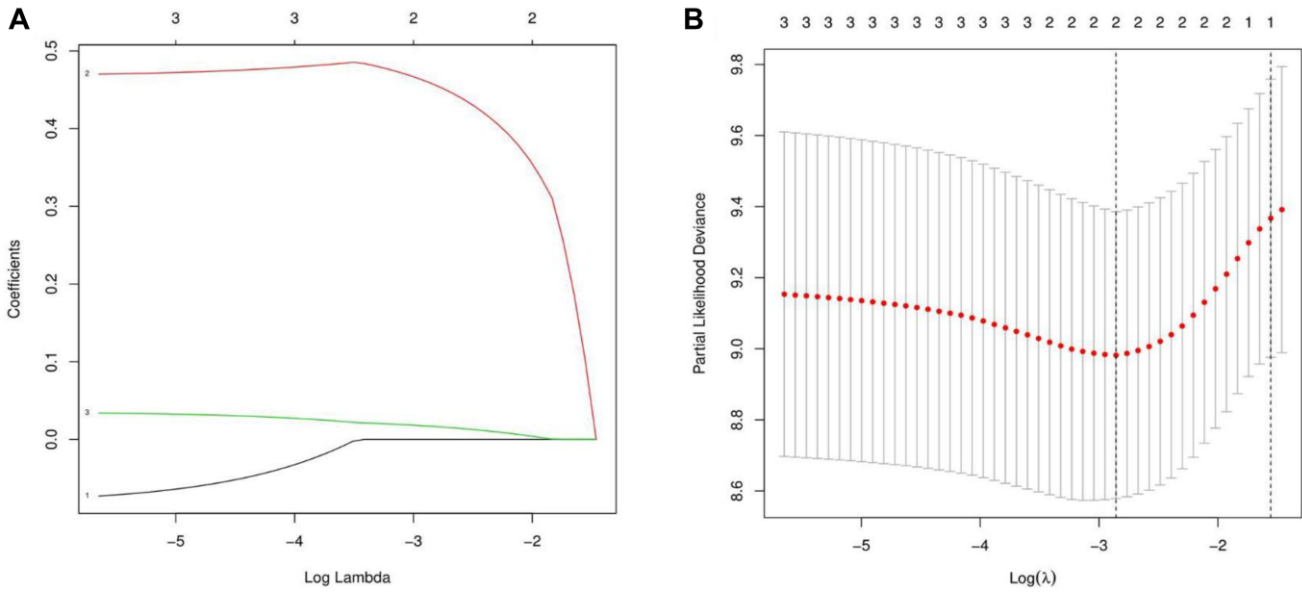 A
3 3 2 2
0.5
0.4
0.3
0.2
0.1
0.0
Coefficients
2
3
1
−5 −4 −3 −2
Log Lambda
B
3 3 3 3 3 3 3 3 3 3 3 3 2 2 2 2 2 2 2 2 2 1 1
9.8
9.6
9.4
9.2
9.0
8.8
8.6
Partial Likelihood Deviance
−5 −4 −3 −2
Log(λ)